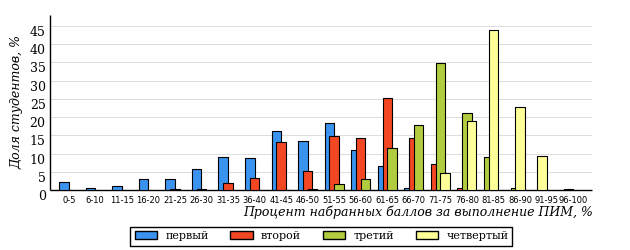 Доля студентов, %
45
40
35
30
25
20
15
10
5
0
0-5 6-10 11-15 16-20 21-25 26-30 31-35 36-40 41-45 46-50 51-55 56-60 61-65 66-70 71-75 76-80 81-85 86-90 91-95 96-100
Процент набранных баллов за выполнение ПИМ, %
первый второй третий четвертый